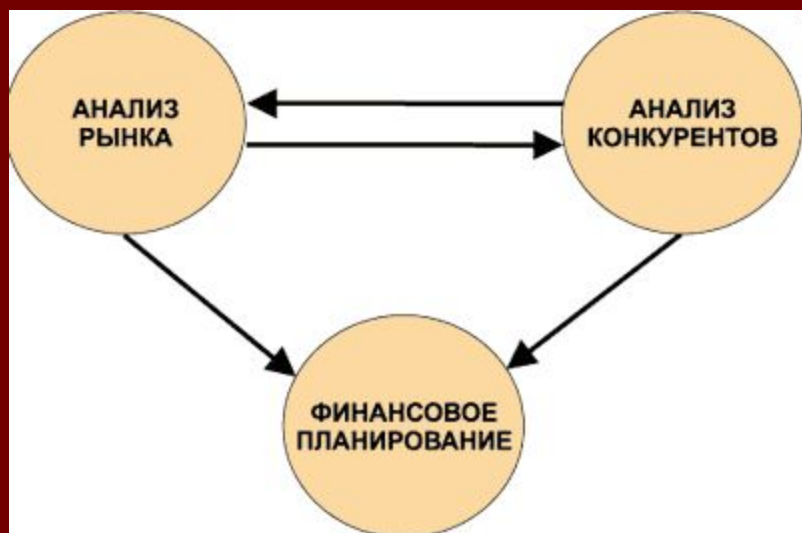 АНАЛИЗ
РЫНКА
АНАЛИЗ
КОНКУРЕНТОВ
ФИНАНСОВОЕ
ПЛАНИРОВАНИЕ